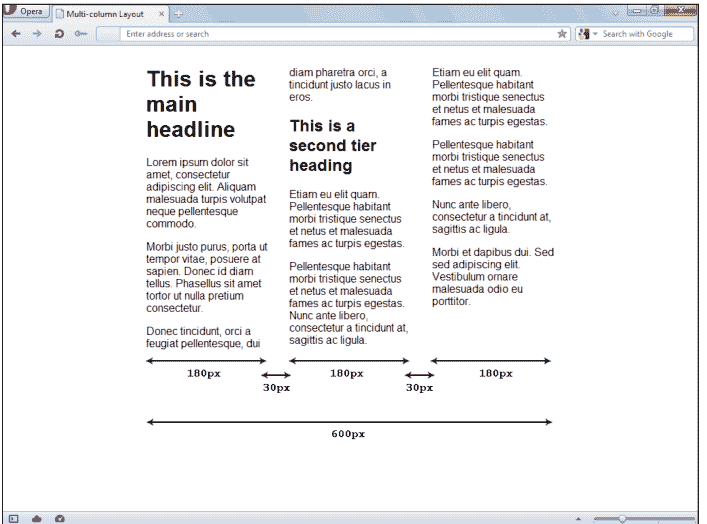 Opera
Multi-column Layout
Enter address or search
Search with Google
This is the
main
headline
Lorem ipsum dolor sit
amet, consectetur
adipiscing elit. Aliquam
malesuada turpis volutpat
neque pellentesque
commodo.
Morbi justo purus, porta ut
tempor vitae, posuere at
sapien. Donec id diam
tellus. Phasellus sit amet
tortor ut nulla pretium
consectetur.
Donec tincidunt, orci a
feugiat pellentesque, dui
diam pharetra orci, a
tincidunt justo lacus in
eros.
This is a
second tier
heading
Etiam eu elit quam.
Pellentesque habitant
morbi tristique senectus
et netus et malesuada
fames ac turpis egestas.
Pellentesque habitant
morbi tristique senectus
et netus et malesuada
fames ac turpis egestas.
Nunc ante libero,
consectetur a tincidunt at,
sagittis ac ligula.
Etiam eu elit quam.
Pellentesque habitant
morbi tristique senectus
et netus et malesuada
fames ac turpis egestas.
Pellentesque habitant
morbi tristique senectus
et netus et malesuada
fames ac turpis egestas.
Nunc ante libero,
consectetur a tincidunt at,
sagittis ac ligula.
Morbi et dapibus dui. Sed
sed adipiscing elit.
Vestibulum ornare
malesuada odio eu
porttitor.
180px
30px
180px
30px
180px
600px